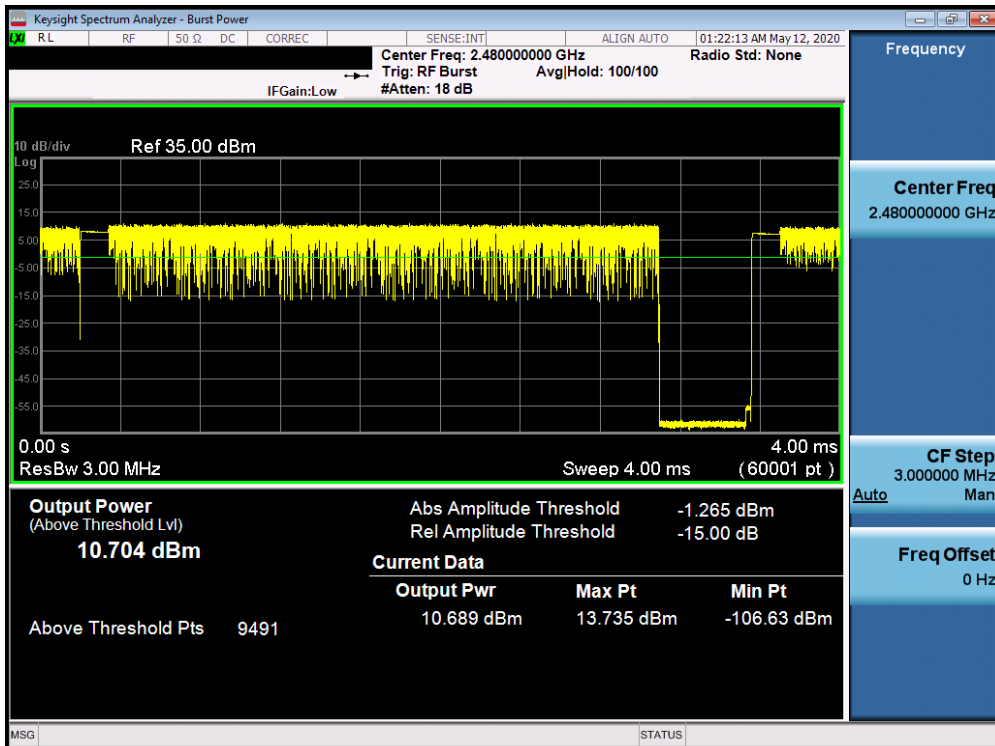 Keysight Spectrum Analyzer - Burst Power
LXI RL RF 50 Ω DC CORREC SENSE:INT ALIGN AUTO 01:22:13 AM May 12, 2020
Center Freq: 2.480000000 GHz Radio Std: None
Trig: RF Burst Avg|Hold: 100/100
IFGain:Low #Atten: 18 dB
10 dB/div Ref 35.00 dBm
Log
25.0
15.0
5.00
-5.00
-15.0
-25.0
-35.0
-45.0
-55.0
0.00 s 4.00 ms
ResBw 3.00 MHz Sweep 4.00 ms (60001 pt)
Output Power
(Above Threshold Lvl)
10.704 dBm
Above Threshold Pts 9491
Abs Amplitude Threshold -1.265 dBm
Rel Amplitude Threshold -15.00 dB
Current Data
Output Pwr Max Pt Min Pt
10.689 dBm 13.735 dBm -106.63 dBm
Frequency
Center Freq
2.480000000 GHz
CF Step
3.000000 MHz
Auto Man
Freq Offset
0 Hz
MSG STATUS